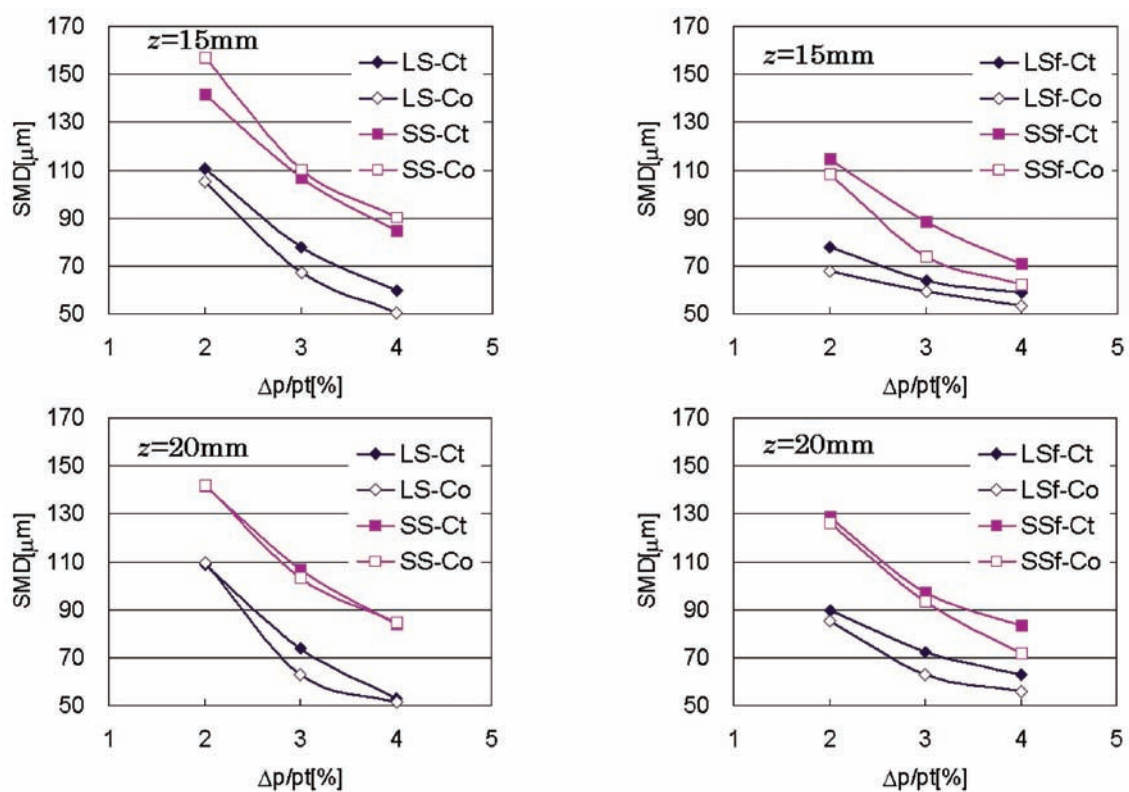 170
150
130
110
90
70
50
SMD[μm]
z=15mm
LS-Ct
LS-Co
SS-Ct
SS-Co
1 2 3 4 5
Δp/pt[%]
170
150
130
110
90
70
50
SMD[μm]
z=15mm
LSf-Ct
LSf-Co
SSf-Ct
SSf-Co
1 2 3 4 5
Δp/pt[%]
170
150
130
110
90
70
50
SMD[μm]
z=20mm
LS-Ct
LS-Co
SS-Ct
SS-Co
1 2 3 4 5
Δp/pt[%]
170
150
130
110
90
70
50
SMD[μm]
z=20mm
LSf-Ct
LSf-Co
SSf-Ct
SSf-Co
1 2 3 4 5
Δp/pt[%]